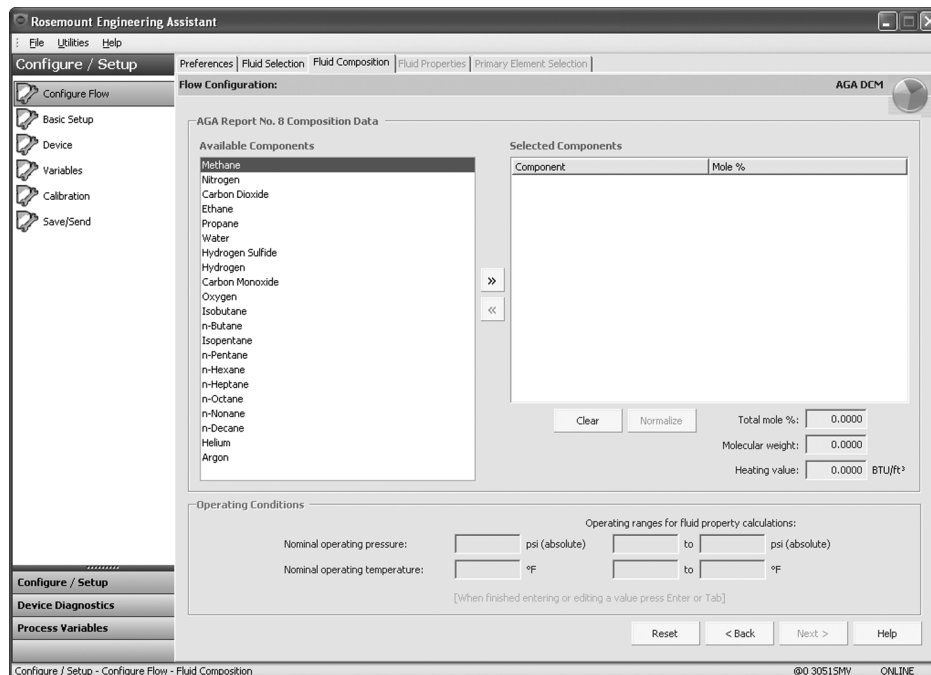 Rosemount Engineering Assistant
File Utilities Help
Configure / Setup
Preferences Fluid Selection Fluid Composition Fluid Properties Primary Element Selection
Configure Flow
Basic Setup
Device
Variables
Calibration
Save/Send
Flow Configuration: AGA DCM
AGA Report No. 8 Composition Data
Available Components
Methane
Nitrogen
Carbon Dioxide
Ethane
Propane
Water
Hydrogen Sulfide
Hydrogen
Carbon Monoxide
Oxygen
Isobutane
n-Butane
Isopentane
n-Pentane
n-Hexane
n-Heptane
n-Octane
n-Nonane
n-Decane
Helium
Argon
»
«
Selected Components
Component Mole %
Clear Normalize
Total mole %: 0.0000
Molecular weight: 0.0000
Heating value: 0.0000 BTU/ft³
Operating Conditions
Operating ranges for fluid property calculations:
Nominal operating pressure: psi (absolute) to psi (absolute)
Nominal operating temperature: °F to °F
[When finished entering or editing a value press Enter or Tab]
Reset < Back Next > Help
Configure / Setup
Device Diagnostics
Process Variables
Configure / Setup - Configure Flow - Fluid Composition @0 3051SMV ONLINE